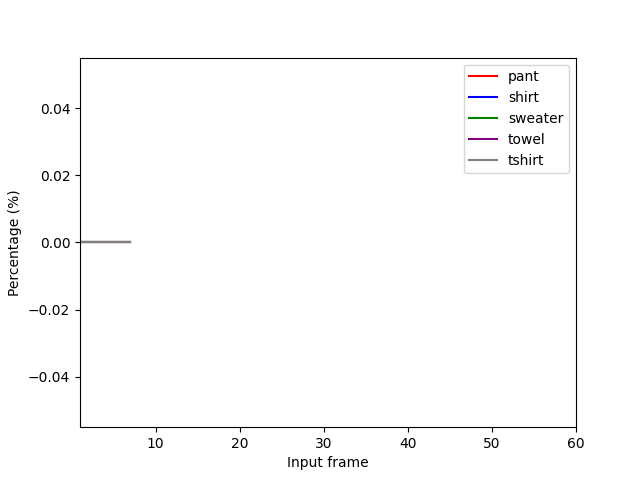 pant
shirt
sweater
towel
tshirt
0.04
0.02
0.00
−0.02
−0.04
Percentage (%)
10 20 30 40 50 60
Input frame